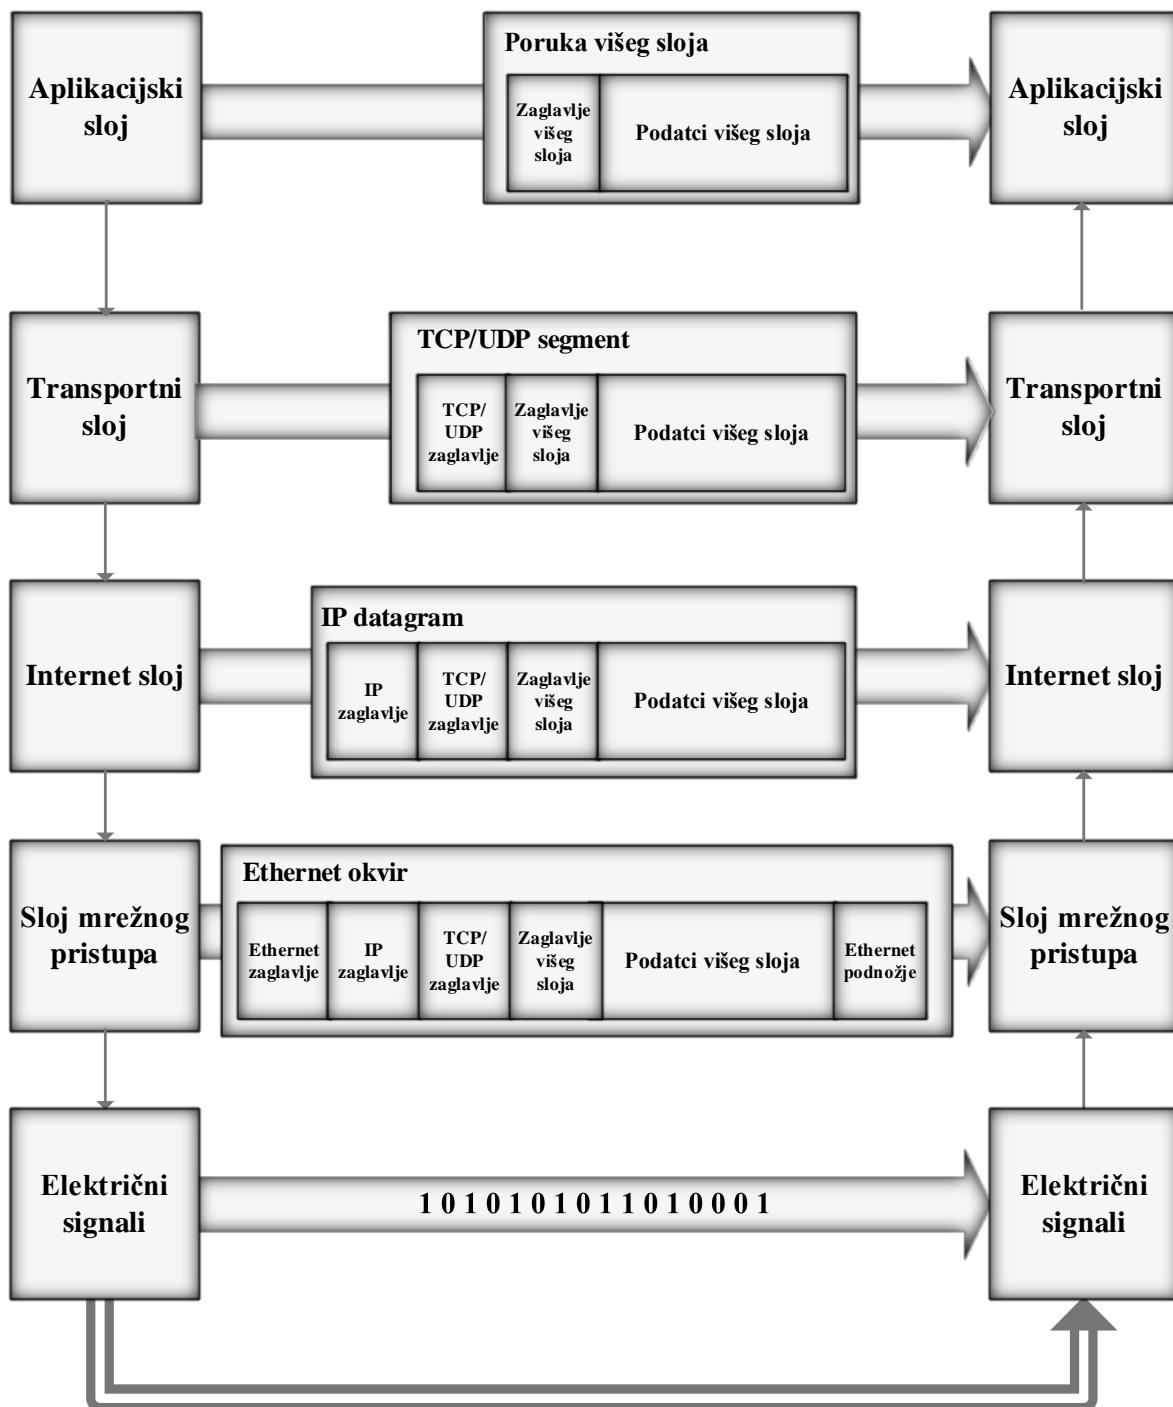 Poruka višeg sloja
Aplikacijski
sloj
Zaglavlje
višeg
sloja
Podatci višeg sloja
Aplikacijski
sloj
TCP/UDP segment
Transportni
sloj
TCP/
UDP
zaglavlje
Zaglavlje
višeg
sloja
Podatci višeg sloja
Transportni
sloj
IP datagram
Internet sloj
IP
zaglavlje
TCP/
UDP
zaglavlje
Zaglavlje
višeg
sloja
Podatci višeg sloja
Internet sloj
Ethernet okvir
Sloj mrežnog
pristupa
Ethernet
zaglavlje
IP
zaglavlje
TCP/
UDP
zaglavlje
Zaglavlje
višeg
sloja
Podatci višeg sloja
Ethernet
podnožje
Sloj mrežnog
pristupa
Električni
signali
1 0 1 0 1 0 1 0 1 1 0 1 0 0 0 1
Električni
signali